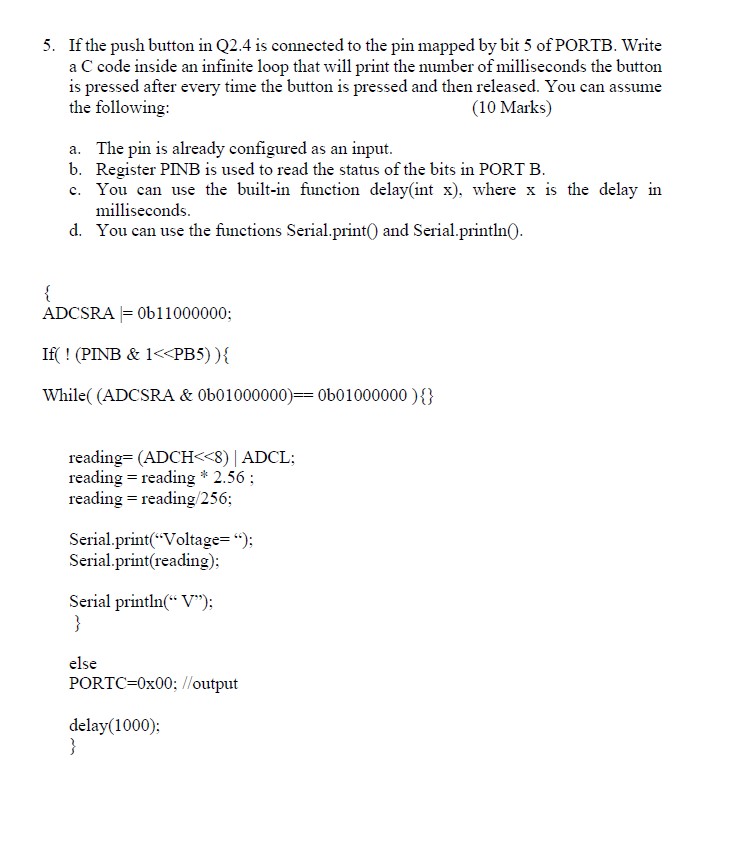 5. If the push button in Q2.4 is connected to the pin mapped by bit 5 of PORTB. Write
a C code inside an infinite loop that will print the number of milliseconds the button
is pressed after every time the button is pressed and then released. You can assume
the following: (10 Marks)
a. The pin is already configured as an input.
b. Register PINB is used to read the status of the bits in PORT B.
c. You can use the built-in function delay(int x), where x is the delay in
milliseconds.
d. You can use the functions Serial.print() and Serial.println().
{
ADCSRA |= 0b11000000;
If( ! (PINB & 1<<PB5) ){
While( (ADCSRA & 0b01000000)== 0b01000000 ){}
reading= (ADCH<<8) | ADCL;
reading = reading * 2.56 ;
reading = reading/256;
Serial.print(“Voltage= “);
Serial.print(reading);
Serial println(“ V”);
}
else
PORTC=0x00; //output
delay(1000);
}